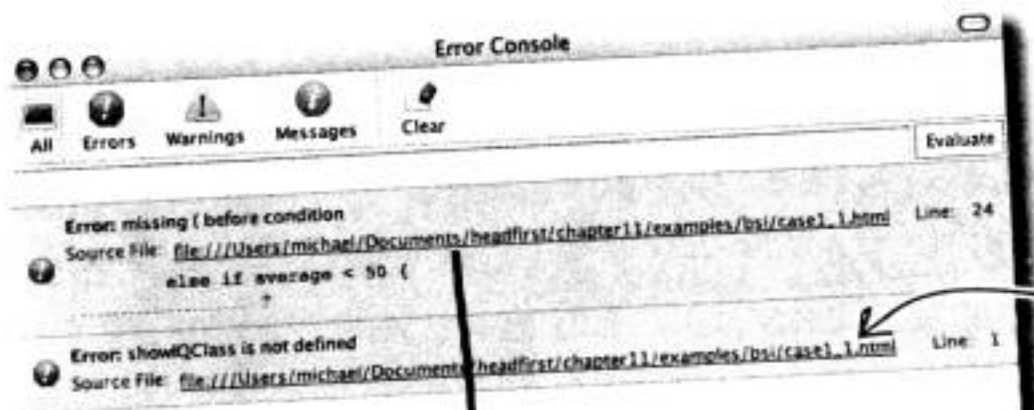 Error Console
All Errors Warnings Messages Clear
Evaluate
Error: missing ( before condition
Source File: file:///Users/michael/Documents/headfirst/chapter11/examples/bsi/case1_1.html Line: 24
else if average < 50 {
Error: showIQClass is not defined
Source File: file:///Users/michael/Documents/headfirst/chapter11/examples/bsi/case1_1.html Line: 1